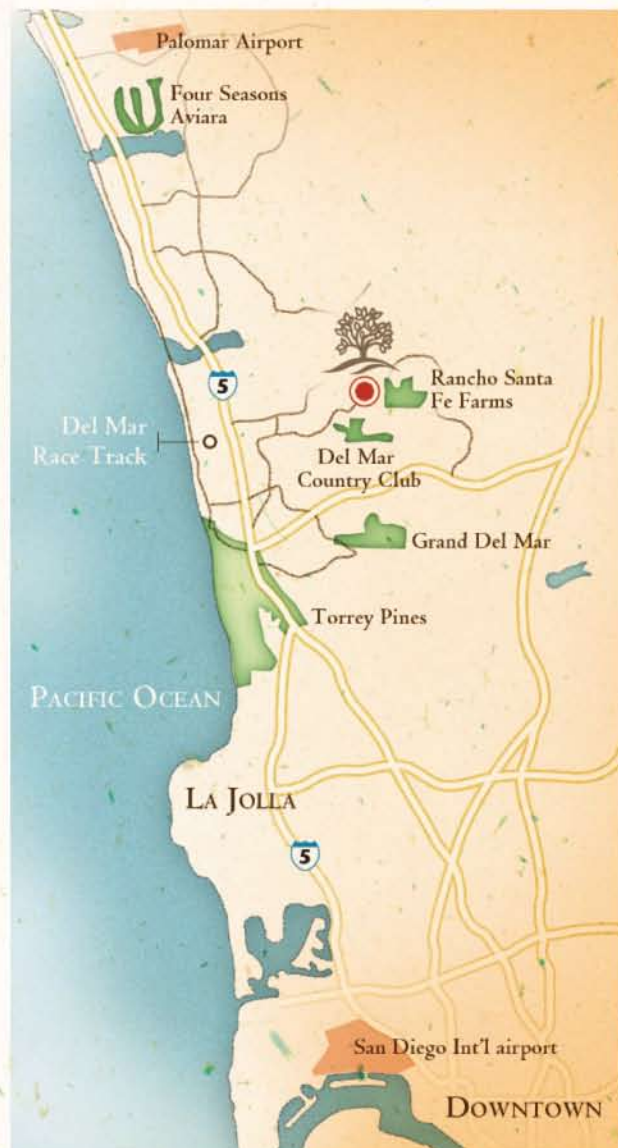 Palomar Airport
Four Seasons
Aviara
5
Rancho Santa
Fe Farms
Del Mar
Race Track
Del Mar
Country Club
Grand Del Mar
Torrey Pines
PACIFIC OCEAN
LA JOLLA
5
San Diego Int'l airport
DOWNTOWN